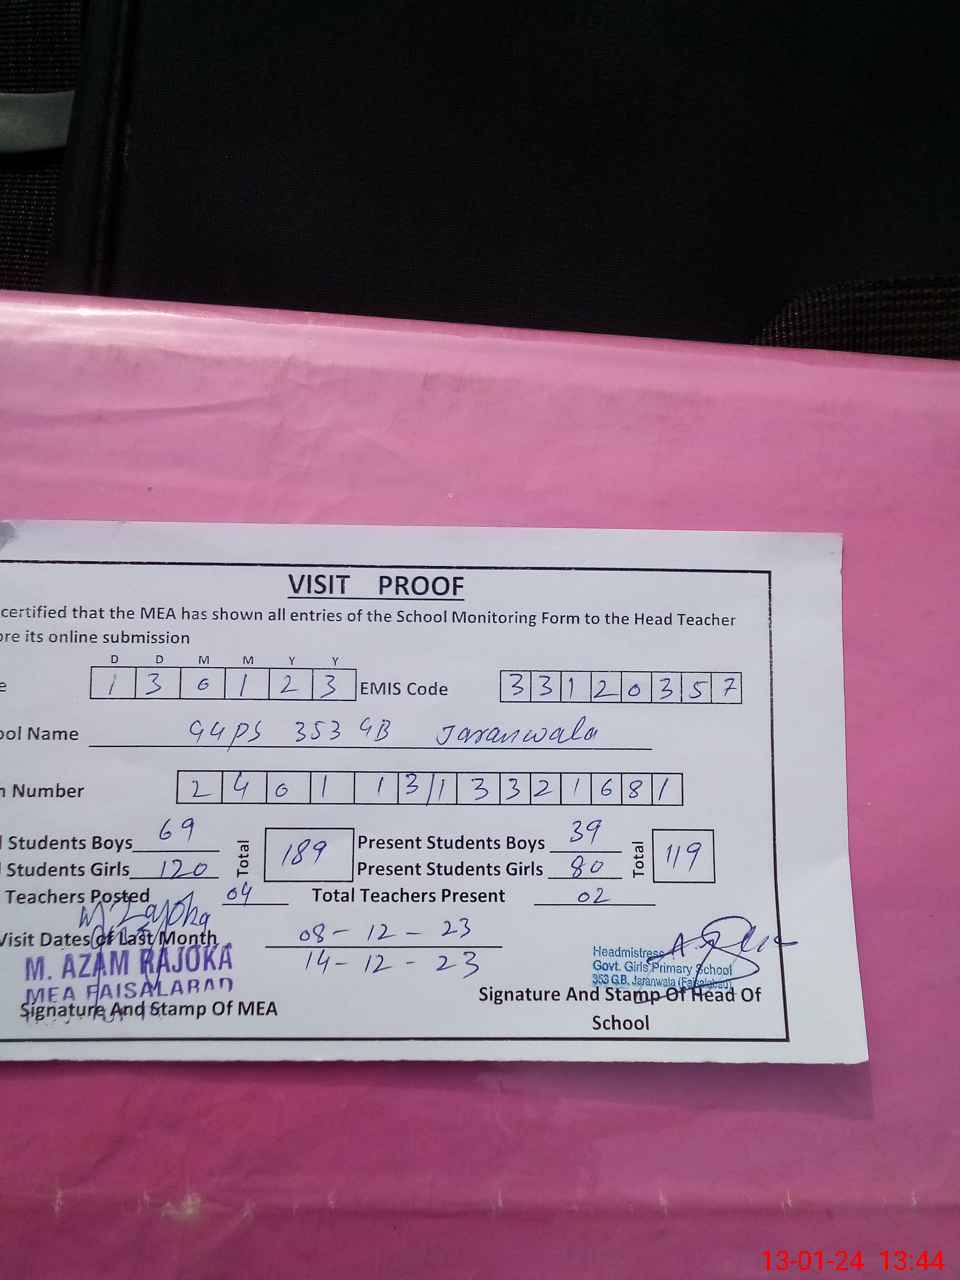 VISIT PROOF
certified that the MEA has shown all entries of the School Monitoring Form to the Head Teacher
ore its online submission
D D M M Y Y
e 1 3 0 1 2 3 EMIS Code 3 3 1 2 0 3 5 7
ool Name GGPS 353 GB Jaranwala
n Number 2 4 0 1 1 3 1 3 3 2 1 6 8 1
l Students Boys 69 Total 189 Present Students Boys 39 Total 119
l Students Girls 120 Present Students Girls 80
Teachers Posted 04 Total Teachers Present 02
Visit Dates of Last Month 08-12-23
14-12-23
M. AZAM RAJOKA
MEA FAISALABAD
Signature And Stamp Of MEA
Headmistress
Govt. Girls Primary School
353 G.B. Jaranwala (Faisalabad)
Signature And Stamp Of Head Of
School
13-01-24 13:44